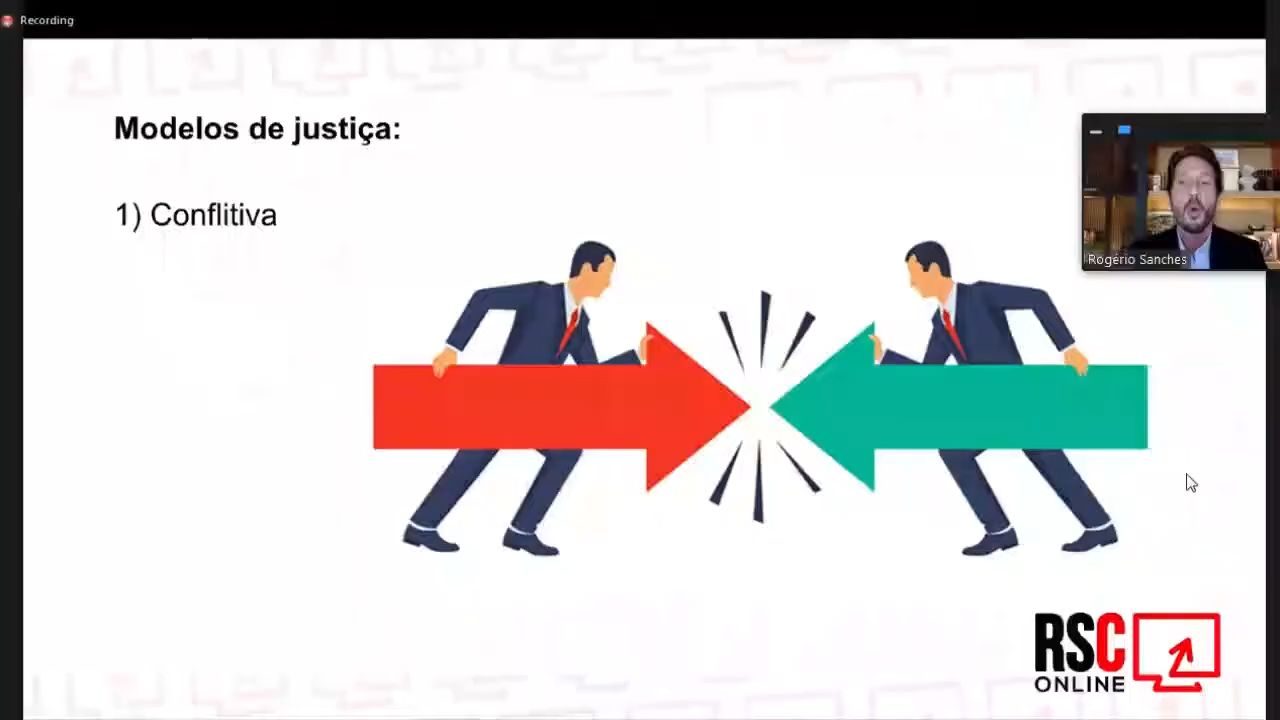 Recording
Modelos de justiça:
1) Conflitiva
Rogério Sanches
RSC
ONLINE